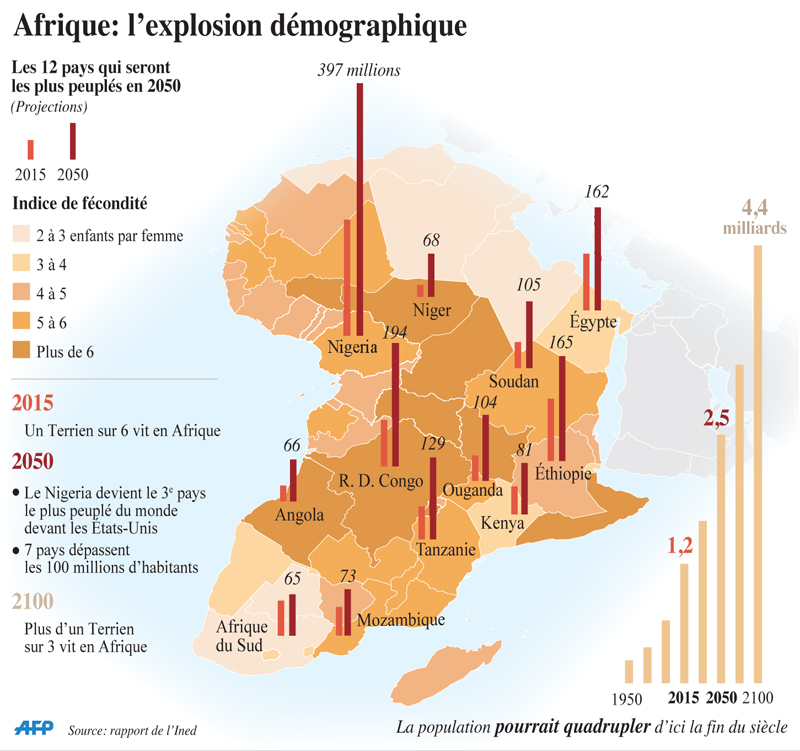 Afrique: l’explosion démographique
Les 12 pays qui seront
les plus peuplés en 2050
(Projections)
2015 2050
Indice de fécondité
2 à 3 enfants par femme
3 à 4
4 à 5
5 à 6
Plus de 6
2015
Un Terrien sur 6 vit en Afrique
2050
• Le Nigeria devient le 3e pays
le plus peuplé du monde
devant les États-Unis
• 7 pays dépassent
les 100 millions d’habitants
2100
Plus d’un Terrien
sur 3 vit en Afrique
397 millions
Nigeria
68
Niger
162
Égypte
105
Soudan
194
R. D. Congo
165
Éthiopie
104
Ouganda
81
Kenya
129
Tanzanie
66
Angola
65
Afrique
du Sud
73
Mozambique
4,4
milliards
2,5
1,2
1950 2015 2050 2100
La population pourrait quadrupler d’ici la fin du siècle
AFP Source: rapport de l’Ined